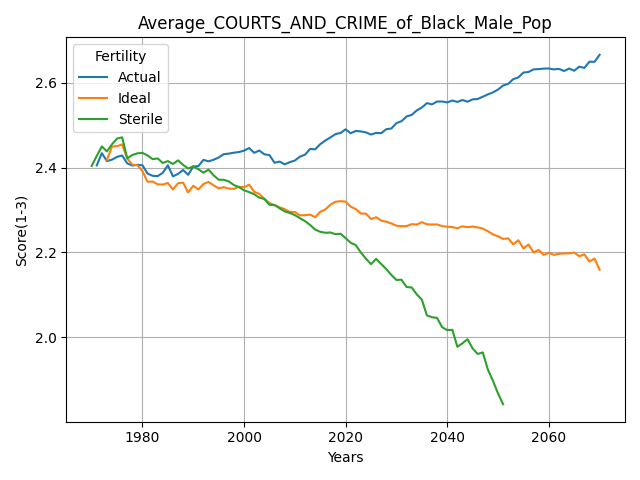 Average_COURTS_AND_CRIME_of_Black_Male_Pop
Fertility
Actual
Ideal
Sterile
Score(1-3)
2.6
2.4
2.2
2.0
1980 2000 2020 2040 2060
Years